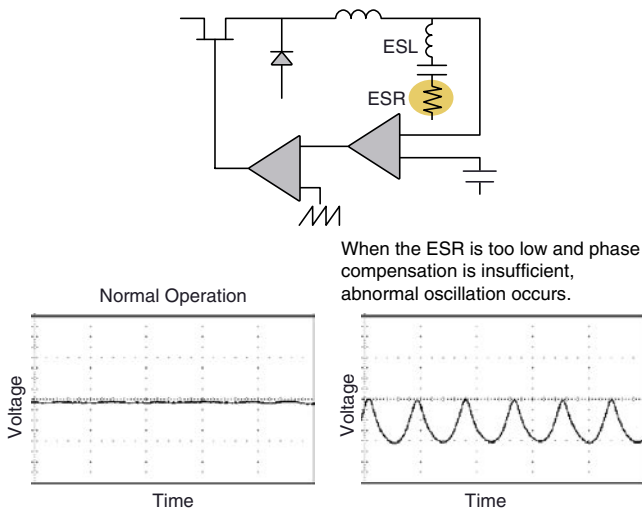 ESL
ESR
When the ESR is too low and phase
compensation is insufficient,
abnormal oscillation occurs.
Normal Operation
Voltage
Time
Voltage
Time